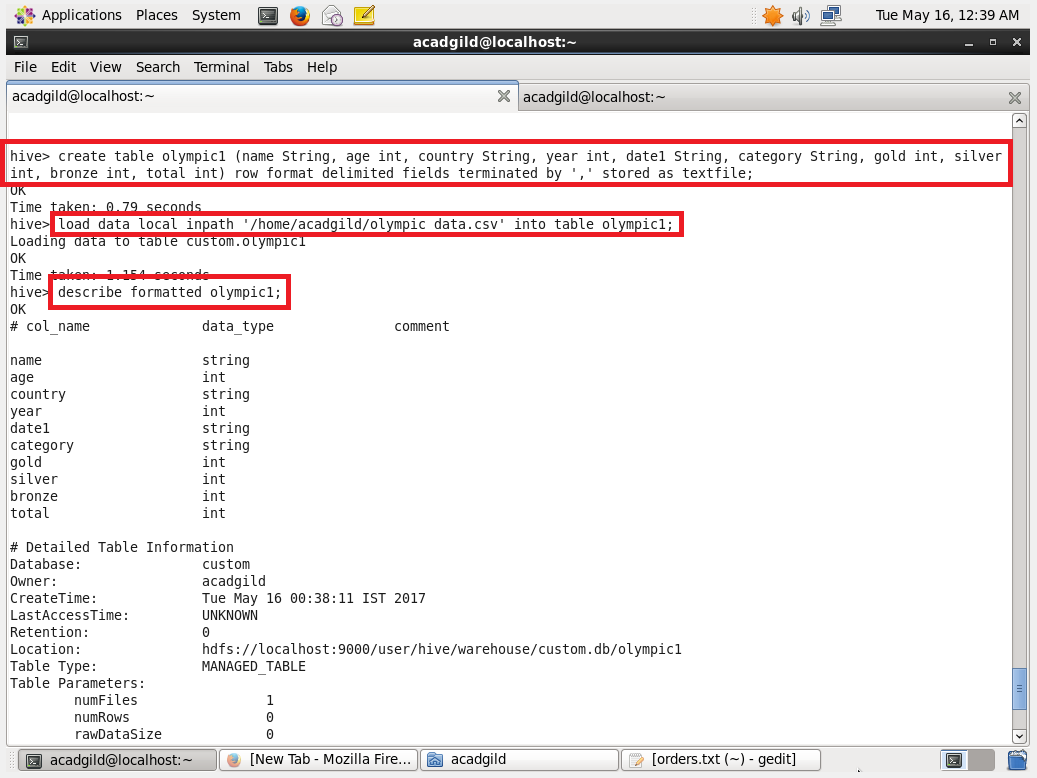 Applications Places System Tue May 16, 12:39 AM
acadgild@localhost:~
File Edit View Search Terminal Tabs Help
acadgild@localhost:~ acadgild@localhost:~
hive> create table olympic1 (name String, age int, country String, year int, date1 String, category String, gold int, silver
int, bronze int, total int) row format delimited fields terminated by ',' stored as textfile;
OK
Time taken: 0.79 seconds
hive> load data local inpath '/home/acadgild/olympic data.csv' into table olympic1;
Loading data to table custom.olympic1
OK
Time taken: 1.154 seconds
hive> describe formatted olympic1;
OK
# col_name data_type comment
name string
age int
country string
year int
date1 string
category string
gold int
silver int
bronze int
total int
# Detailed Table Information
Database: custom
Owner: acadgild
CreateTime: Tue May 16 00:38:11 IST 2017
LastAccessTime: UNKNOWN
Retention: 0
Location: hdfs://localhost:9000/user/hive/warehouse/custom.db/olympic1
Table Type: MANAGED_TABLE
Table Parameters:
numFiles 1
numRows 0
rawDataSize 0
acadgild@localhost:~ [New Tab - Mozilla Fire... acadgild [orders.txt (~) - gedit]